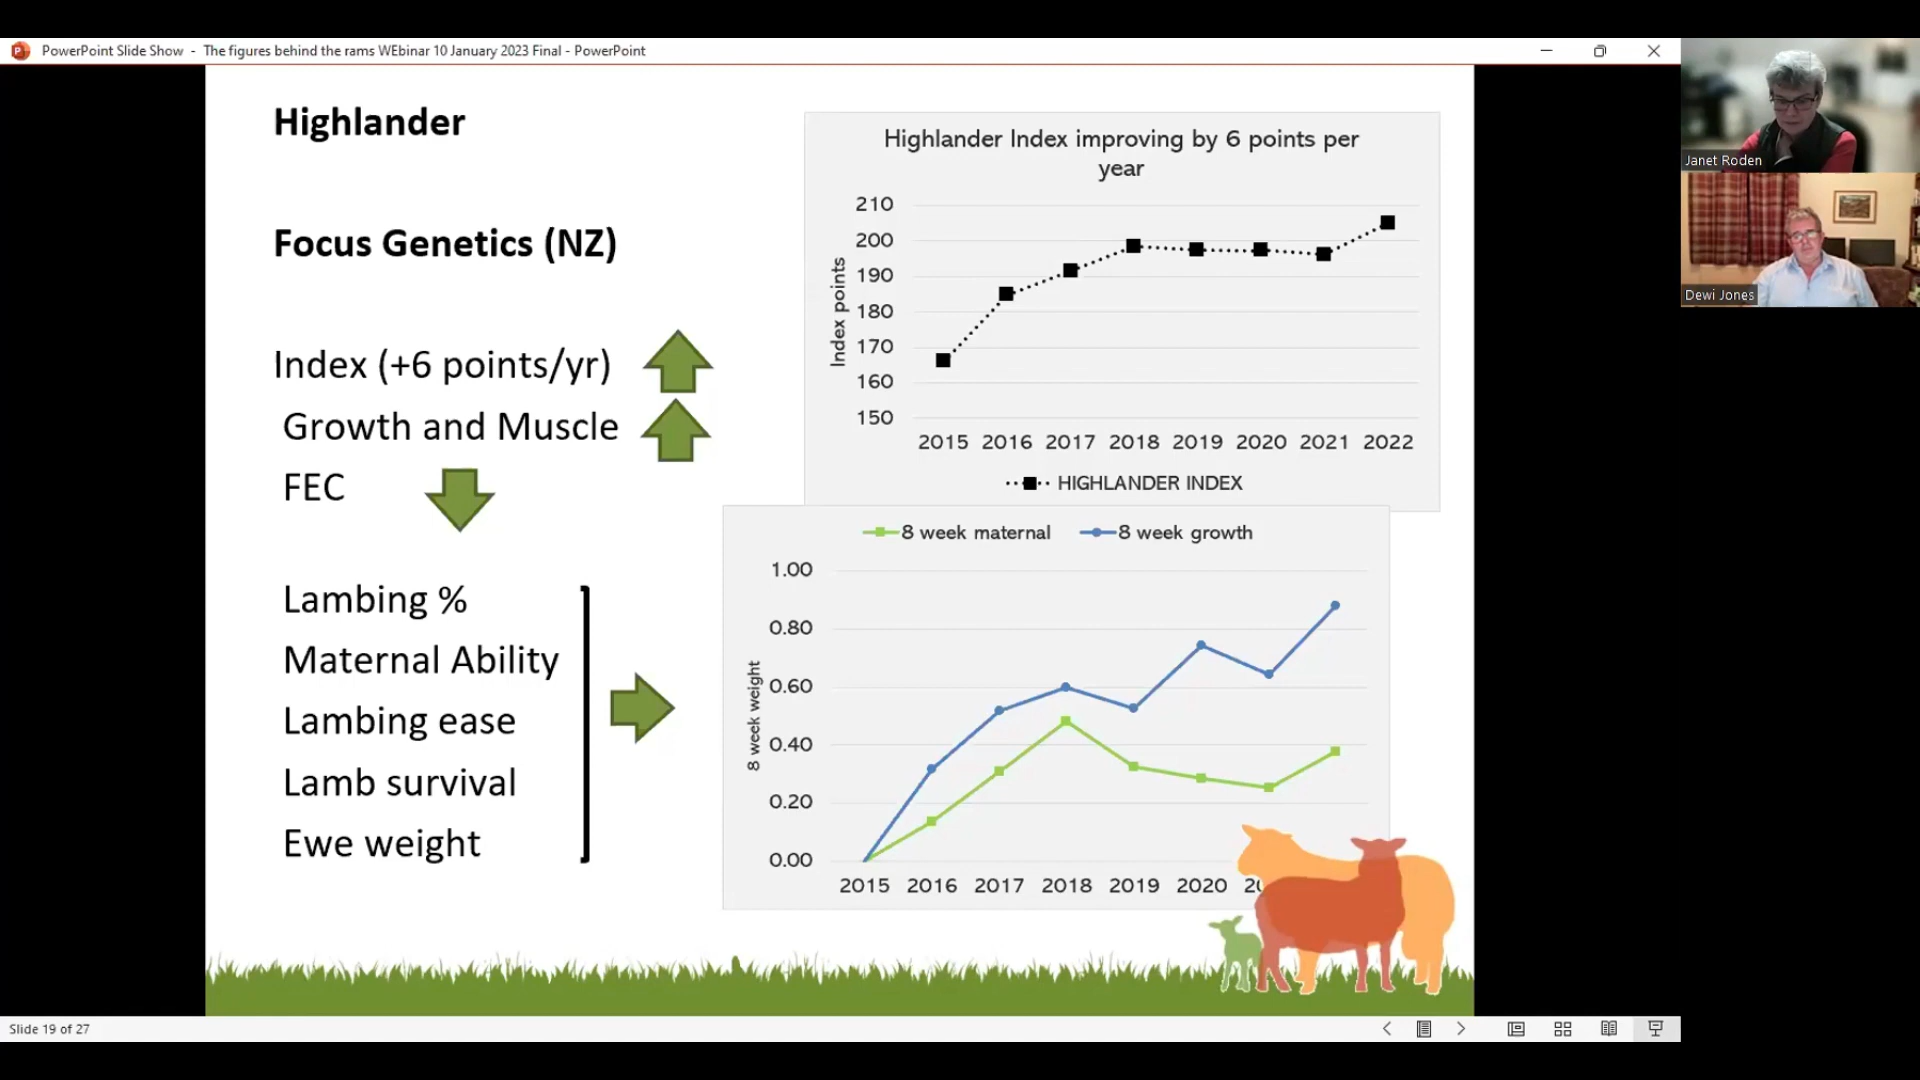 PowerPoint Slide Show - The figures behind the rams WEbinar 10 January 2023 Final - PowerPoint
Janet Roden
Dewi Jones
Highlander
Focus Genetics (NZ)
Index (+6 points/yr)
Growth and Muscle
FEC
Lambing %
Maternal Ability
Lambing ease
Lamb survival
Ewe weight
Highlander Index improving by 6 points per
year
Index points
210
200
190
180
170
160
150
2015 2016 2017 2018 2019 2020 2021 2022
HIGHLANDER INDEX
8 week maternal 8 week growth
8 week weight
1.00
0.80
0.60
0.40
0.20
0.00
2015 2016 2017 2018 2019 2020
Slide 19 of 27